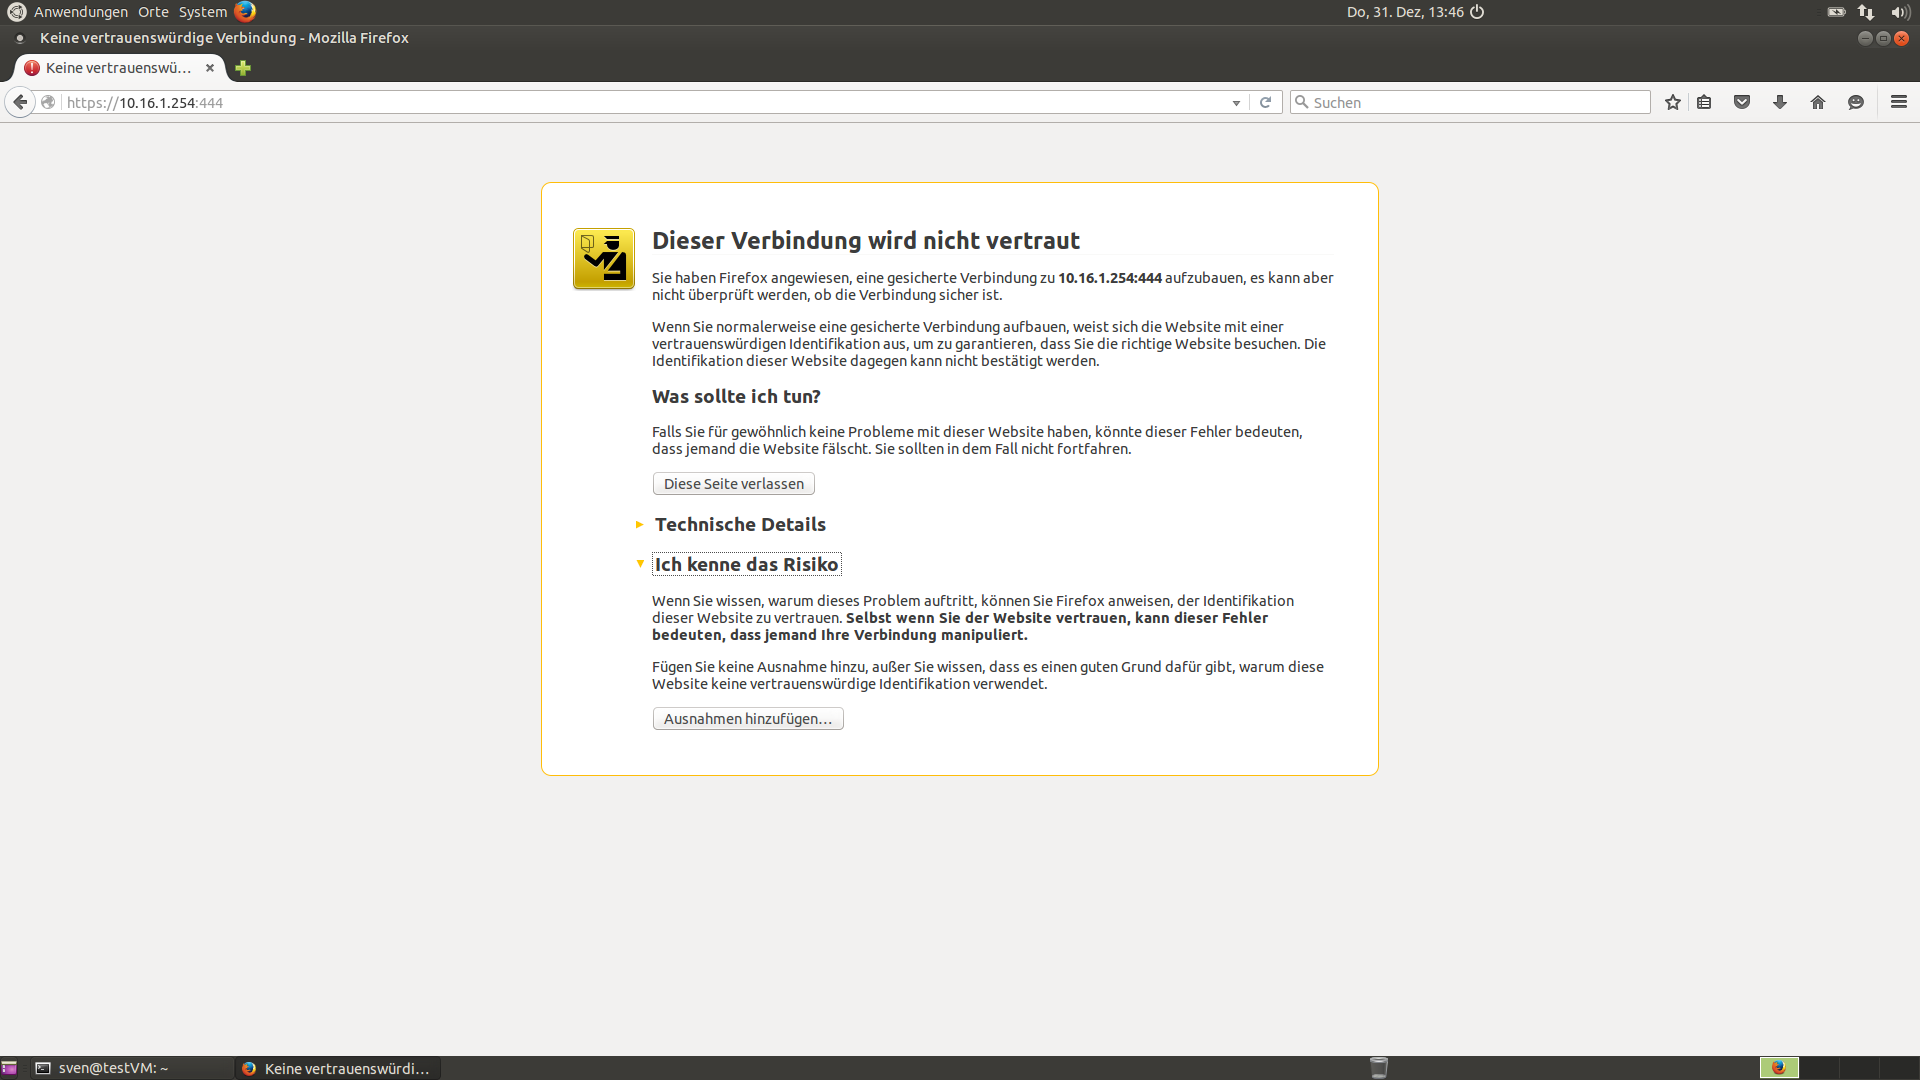 Anwendungen Orte System Do, 31. Dez, 13:46
Keine vertrauenswürdige Verbindung - Mozilla Firefox
Keine vertrauenswü…
https://10.16.1.254:444 Suchen
Dieser Verbindung wird nicht vertraut
Sie haben Firefox angewiesen, eine gesicherte Verbindung zu 10.16.1.254:444 aufzubauen, es kann aber
nicht überprüft werden, ob die Verbindung sicher ist.
Wenn Sie normalerweise eine gesicherte Verbindung aufbauen, weist sich die Website mit einer
vertrauenswürdigen Identifikation aus, um zu garantieren, dass Sie die richtige Website besuchen. Die
Identifikation dieser Website dagegen kann nicht bestätigt werden.
Was sollte ich tun?
Falls Sie für gewöhnlich keine Probleme mit dieser Website haben, könnte dieser Fehler bedeuten,
dass jemand die Website fälscht. Sie sollten in dem Fall nicht fortfahren.
Diese Seite verlassen
Technische Details
Ich kenne das Risiko
Wenn Sie wissen, warum dieses Problem auftritt, können Sie Firefox anweisen, der Identifikation
dieser Website zu vertrauen. Selbst wenn Sie der Website vertrauen, kann dieser Fehler
bedeuten, dass jemand Ihre Verbindung manipuliert.
Fügen Sie keine Ausnahme hinzu, außer Sie wissen, dass es einen guten Grund dafür gibt, warum diese
Website keine vertrauenswürdige Identifikation verwendet.
Ausnahmen hinzufügen…
sven@testVM: ~ Keine vertrauenswürdi…